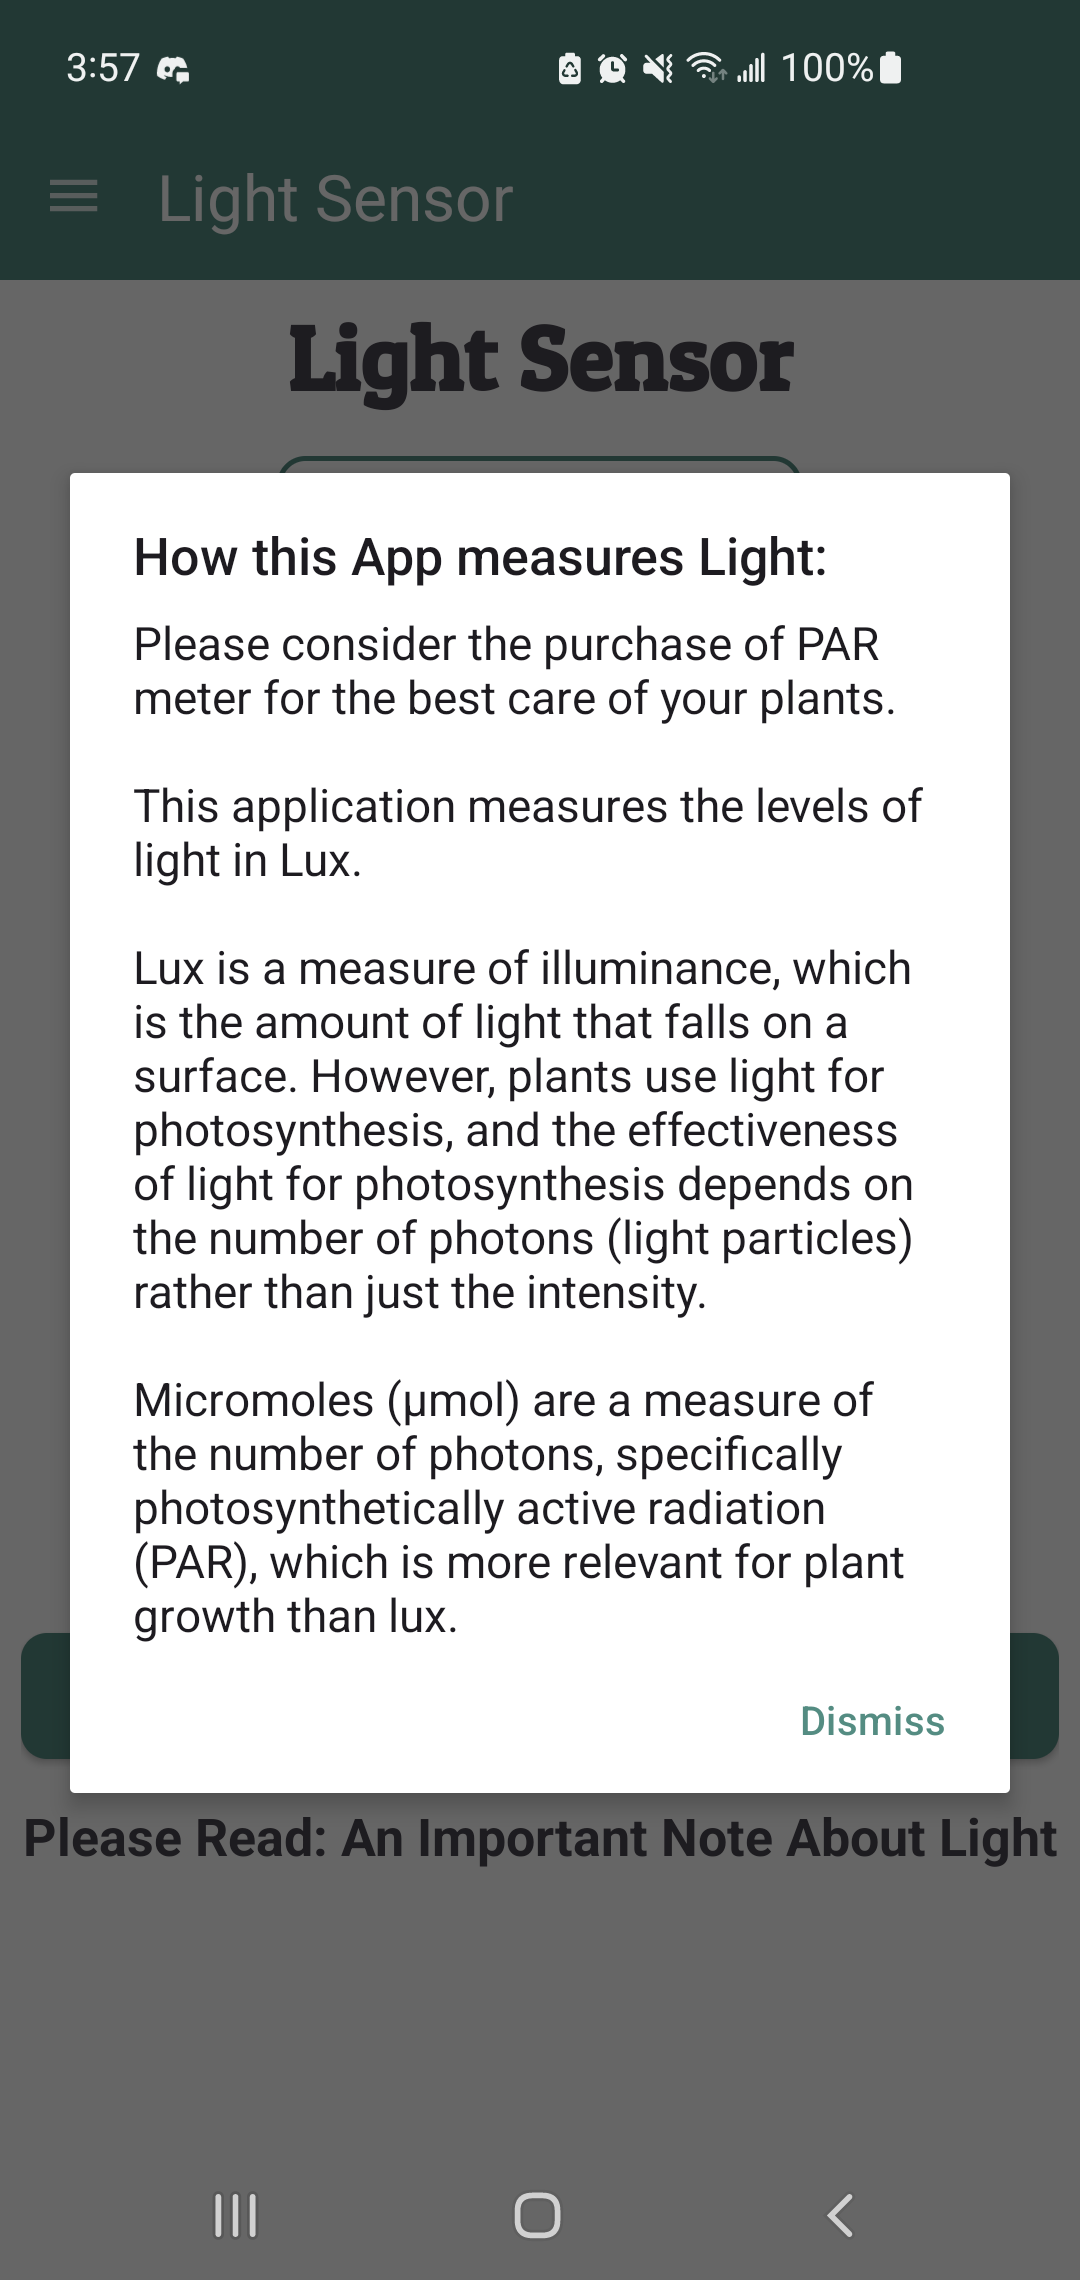 3:57
100%
Light Sensor
Light Sensor
How this App measures Light:
Please consider the purchase of PAR
meter for the best care of your plants.
This application measures the levels of
light in Lux.
Lux is a measure of illuminance, which
is the amount of light that falls on a
surface. However, plants use light for
photosynthesis, and the effectiveness
of light for photosynthesis depends on
the number of photons (light particles)
rather than just the intensity.
Micromoles (µmol) are a measure of
the number of photons, specifically
photosynthetically active radiation
(PAR), which is more relevant for plant
growth than lux.
Dismiss
Please Read: An Important Note About Light